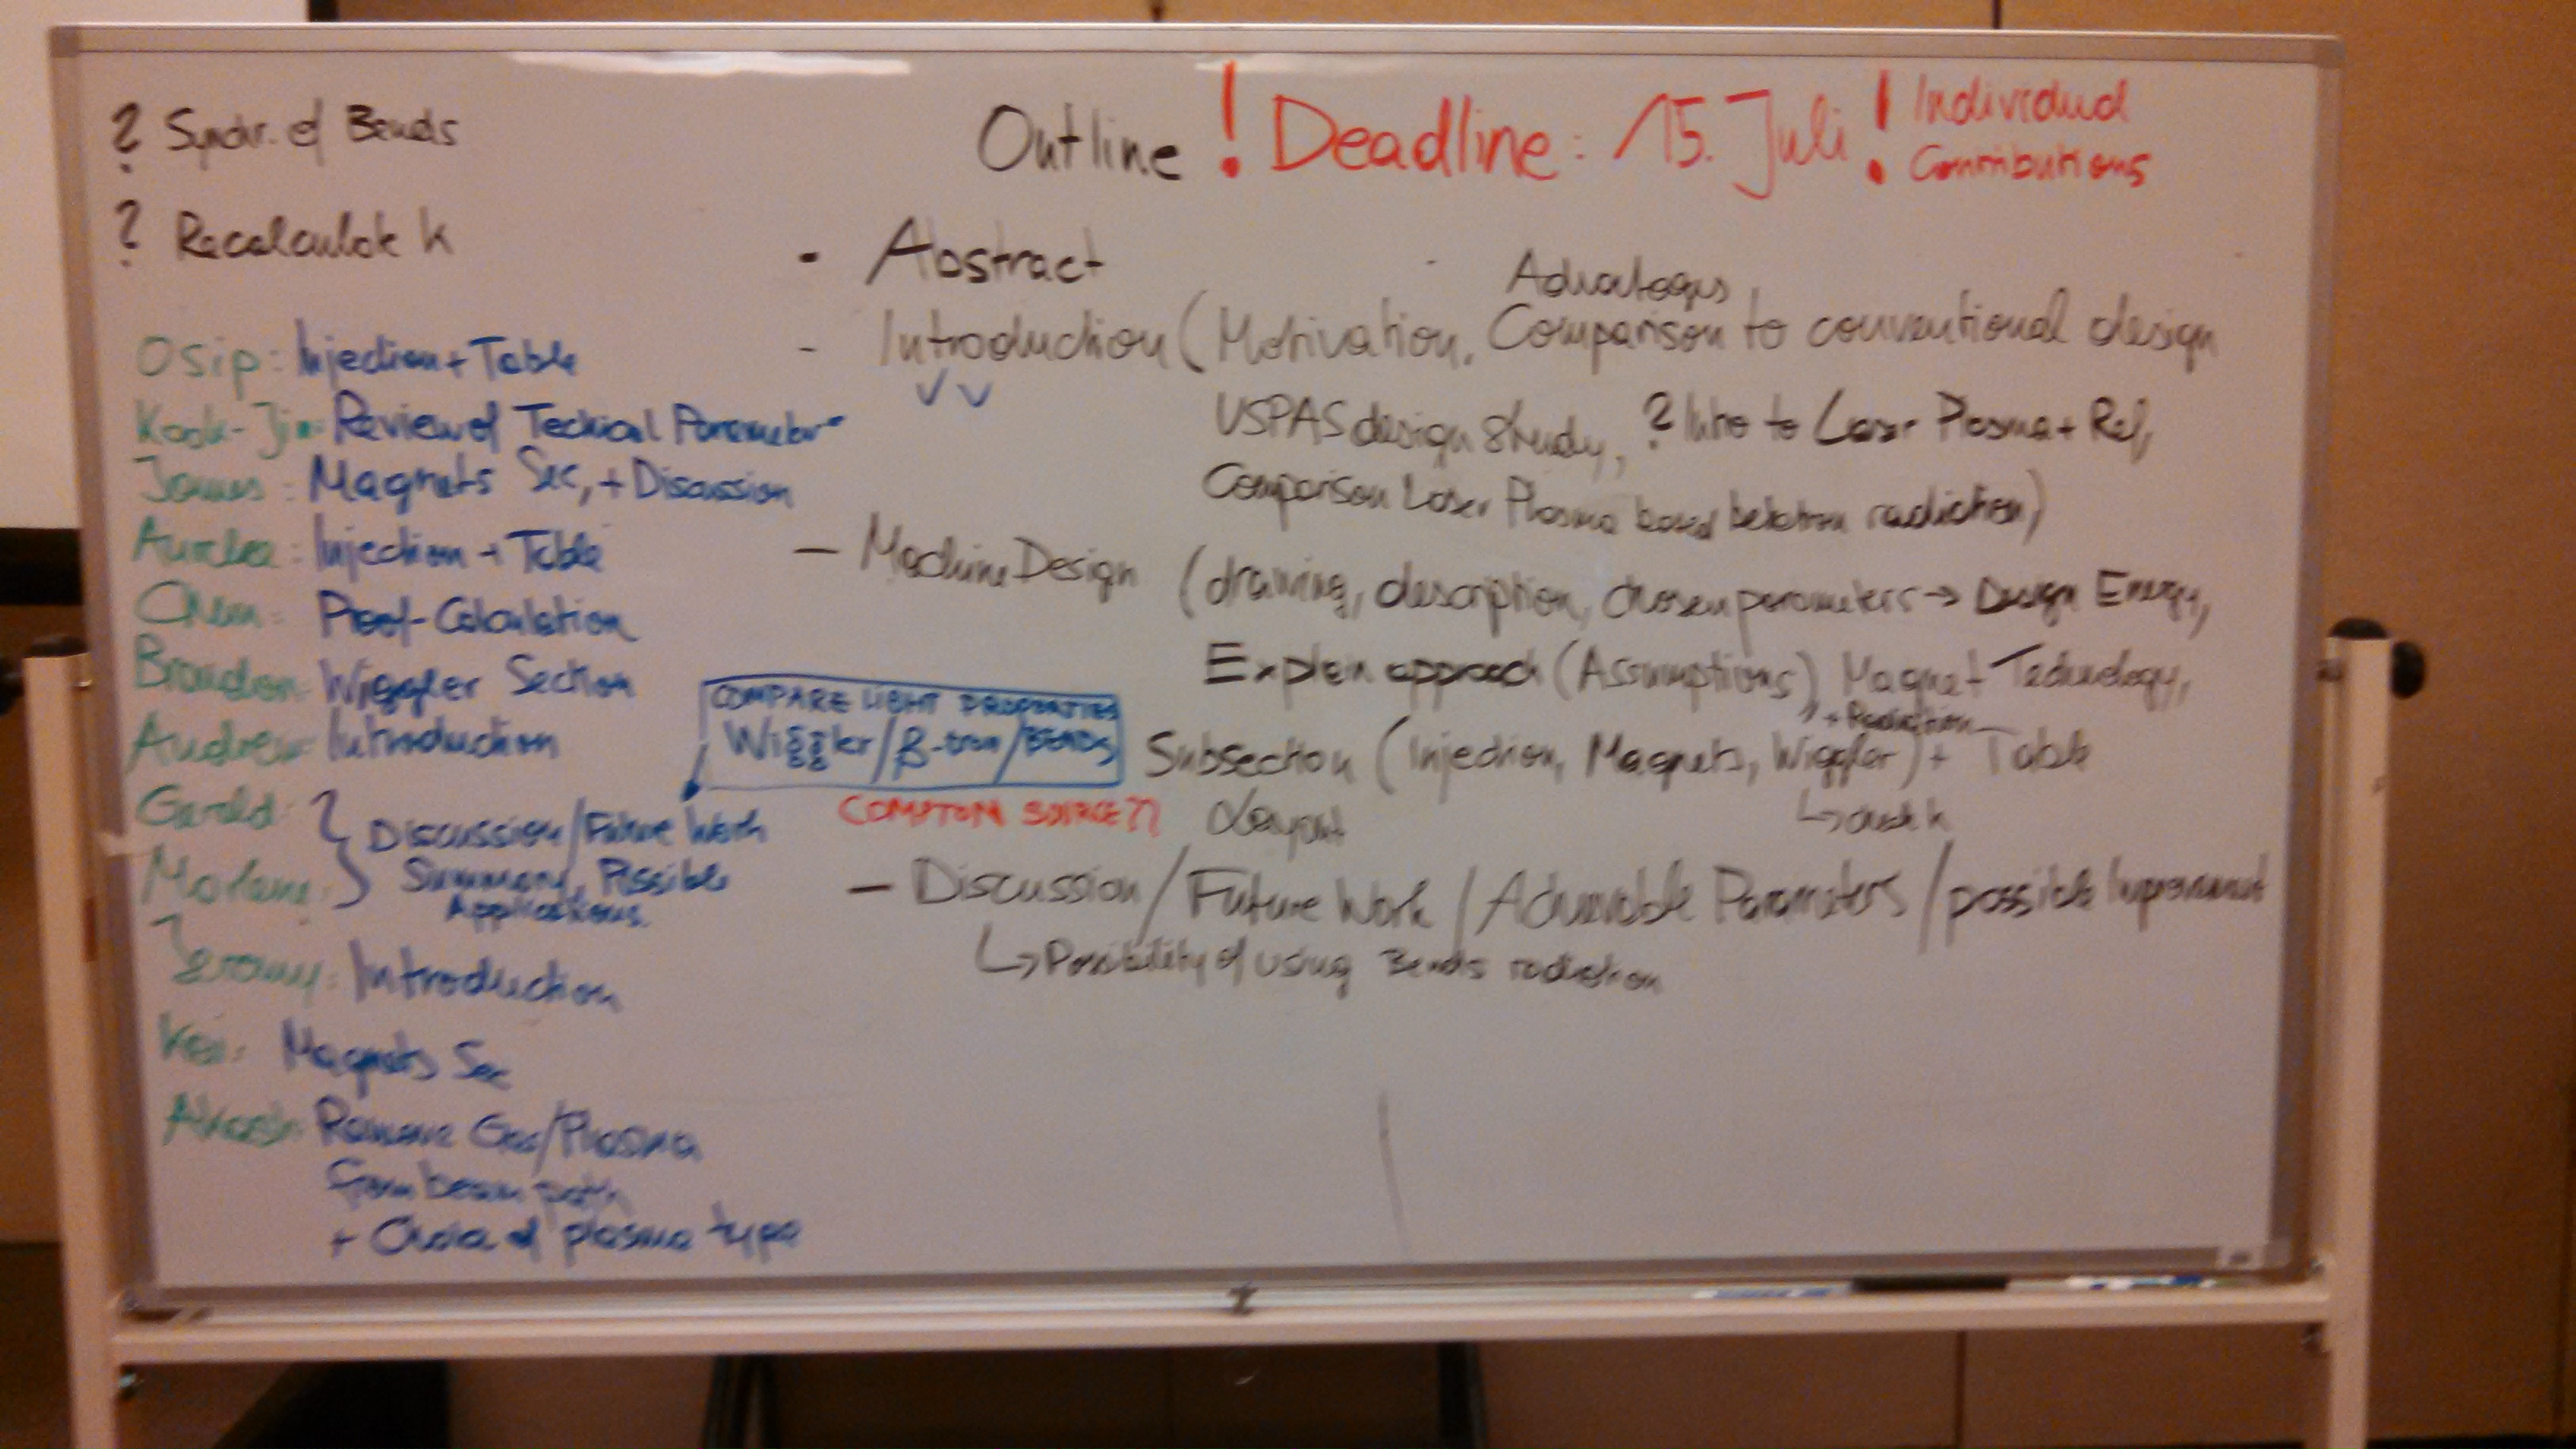 ? Synchr. of Bends
? Recalculate k
Osip: Injection + Table
Kook-Jin: Review of Techical Parameter
James: Magnets Sec, + Discussion
Aurelea: Injection + Table
Chen: Proof-Calculation
Brandon: Wiggler Section
Andrew: Introduction
Gerald:
Discussion/Future Work
Summary, Possible
Applications.
Jeremy: Introduction
Kei: Magnets Sec
Akash: Remove Gas/Plasma
from beam path
+ Choice of plasma type
COMPARE LIGHT PROPERTIES
Wiggler/β-tron/BENDS
COMPTON SOURCE??
Outline ! Deadline: 15. Juli ! Individual
Contributions
- Abstract
Advantages
- Introduction (Motivation, Comparison to conventional design
USPAS design study, ? Intro to Laser Plasma + Ref,
Comparison Laser Plasma based betatron radiation)
- Machine Design (drawing, description, chosen parameters → Design Energy,
Explain approach (Assumptions), Magnet Technology,
+ Radiation
Subsection (Injection, Magnets, Wiggler) + Table
Layout ↳ check k
- Discussion / Future Work / Achievable Parameters / possible Improvement
↳ Possibility of using Bends radiation